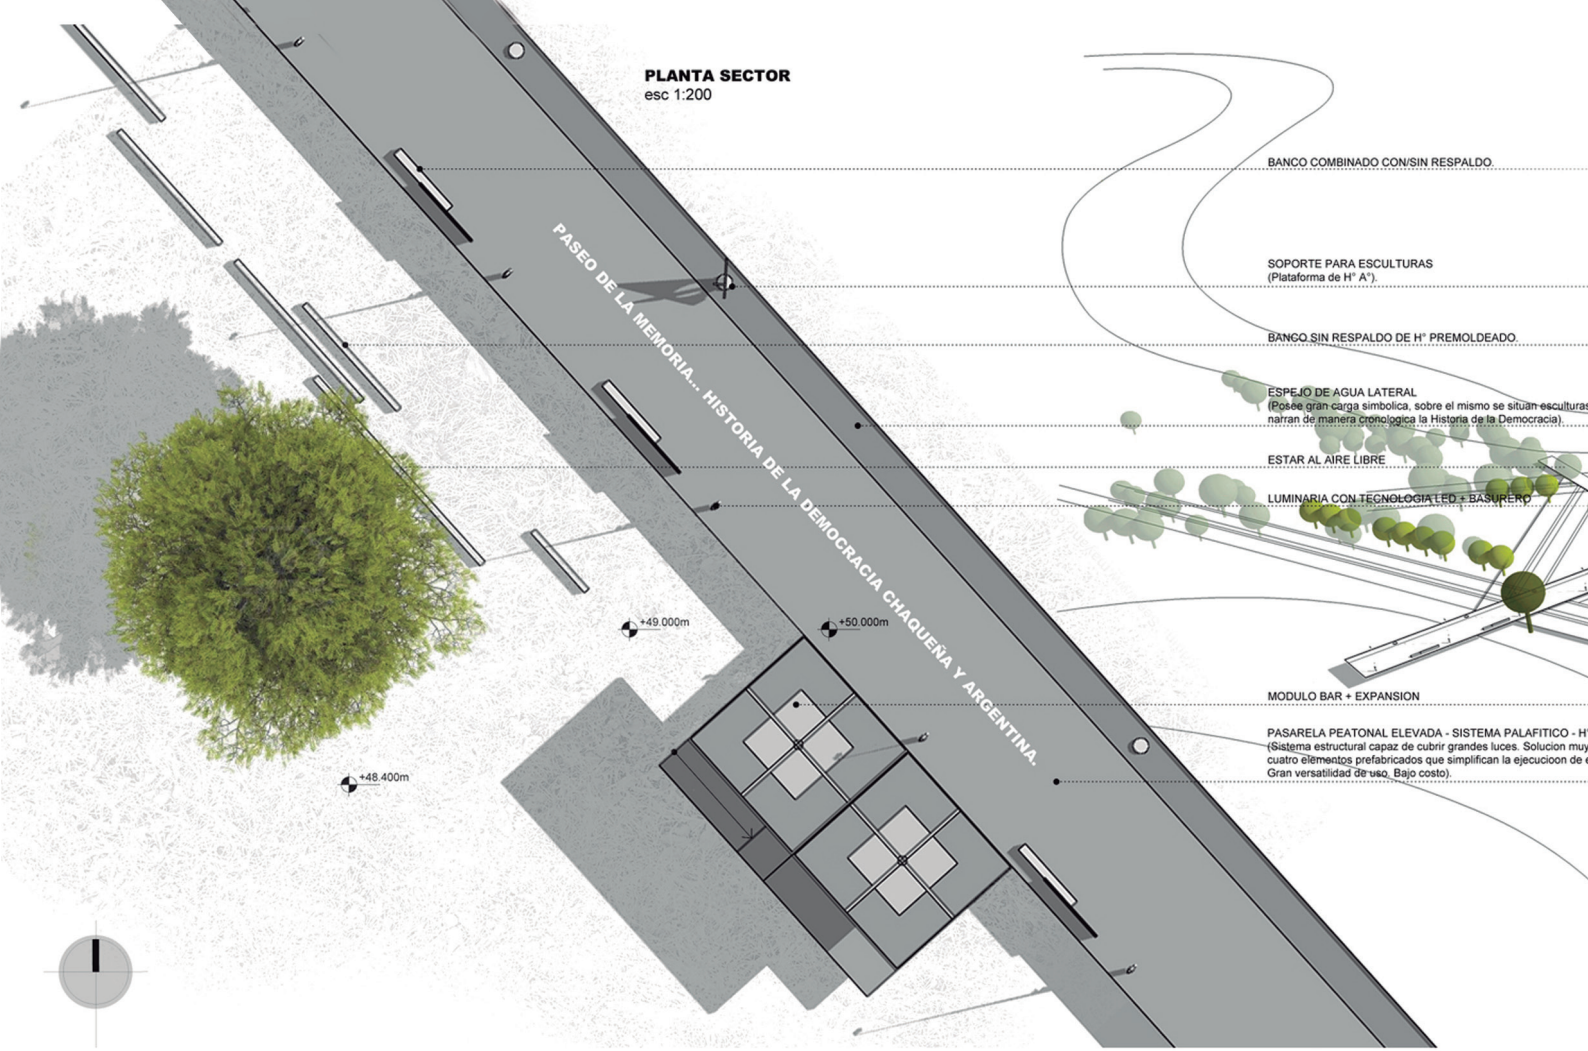 PLANTA SECTOR
esc 1:200
BANCO COMBINADO CON/SIN RESPALDO.
SOPORTE PARA ESCULTURAS
(Plataforma de H° A°).
BANCO SIN RESPALDO DE H° PREMOLDEADO.
ESPEJO DE AGUA LATERAL
(Posee gran carga simbolica, sobre el mismo se situan esculturas
narran de manera cronologica la Historia de la Democracia).
ESTAR AL AIRE LIBRE
LUMINARIA CON TECNOLOGIA LED + BASURERO
PASEO DE LA MEMORIA... HISTORIA DE LA DEMOCRACIA CHAQUEÑA Y ARGENTINA.
+49.000m
+50.000m
+48.400m
MODULO BAR + EXPANSION
PASARELA PEATONAL ELEVADA - SISTEMA PALAFITICO - H°
(Sistema estructural capaz de cubrir grandes luces. Solucion muy
cuatro elementos prefabricados que simplifican la ejecucion de
Gran versatilidad de uso. Bajo costo).